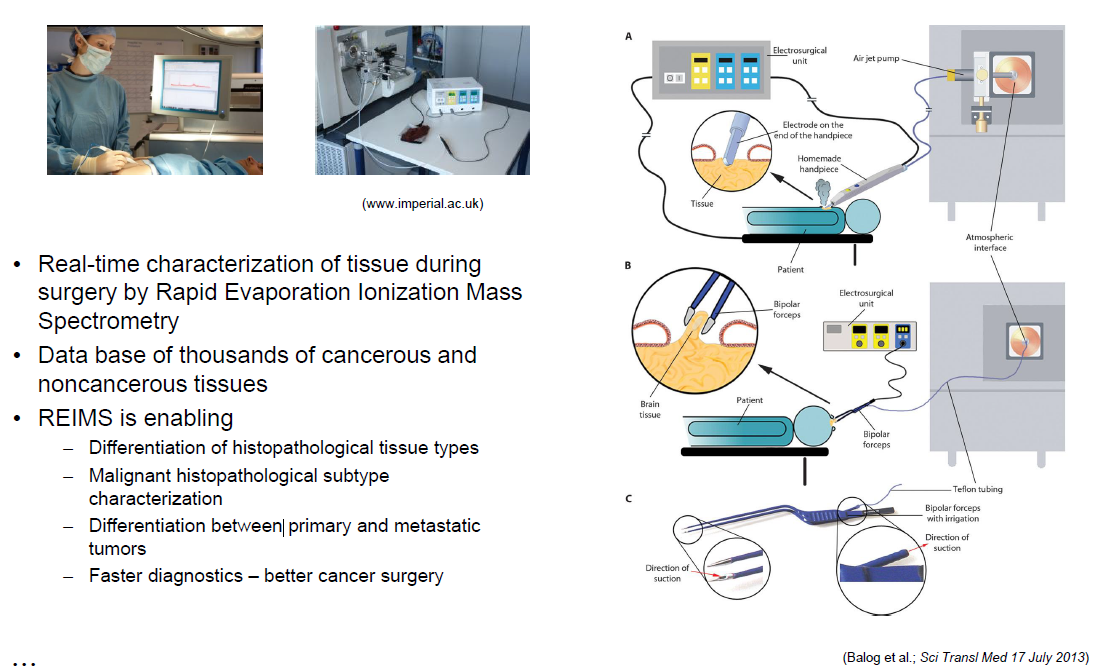 (www.imperial.ac.uk)
• Real-time characterization of tissue during
surgery by Rapid Evaporation Ionization Mass
Spectrometry
• Data base of thousands of cancerous and
noncancerous tissues
• REIMS is enabling
– Differentiation of histopathological tissue types
– Malignant histopathological subtype
characterization
– Differentiation between primary and metastatic
tumors
– Faster diagnostics – better cancer surgery
...
A
Electrosurgical
unit
Air jet pump
Electrode on the
end of the handpiece
Homemade
handpiece
Tissue
Patient
Atmospheric
interface
B
Bipolar
forceps
Electrosurgical
unit
Brain
tissue
Patient
Bipolar
forceps
Teflon tubing
C
Bipolar forceps
with irrigation
Direction of
suction
Direction of
suction
(Balog et al.; Sci Transl Med 17 July 2013)